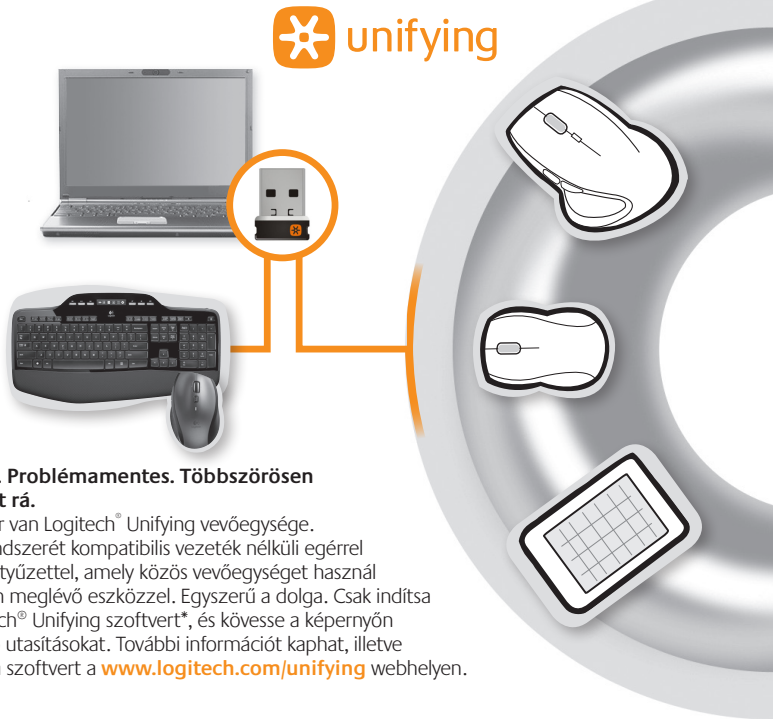 unifying
. Problémamentes. Többszörösen
t rá.
r van Logitech® Unifying vevőegysége.
ndszerét kompatibilis vezeték nélküli egérrel
tyűzettel, amely közös vevőegységet használ
n meglévő eszközzel. Egyszerű a dolga. Csak indítsa
ch® Unifying szoftvert*, és kövesse a képernyőn
utasításokat. További információt kaphat, illetve
szoftvert a www.logitech.com/unifying webhelyen.